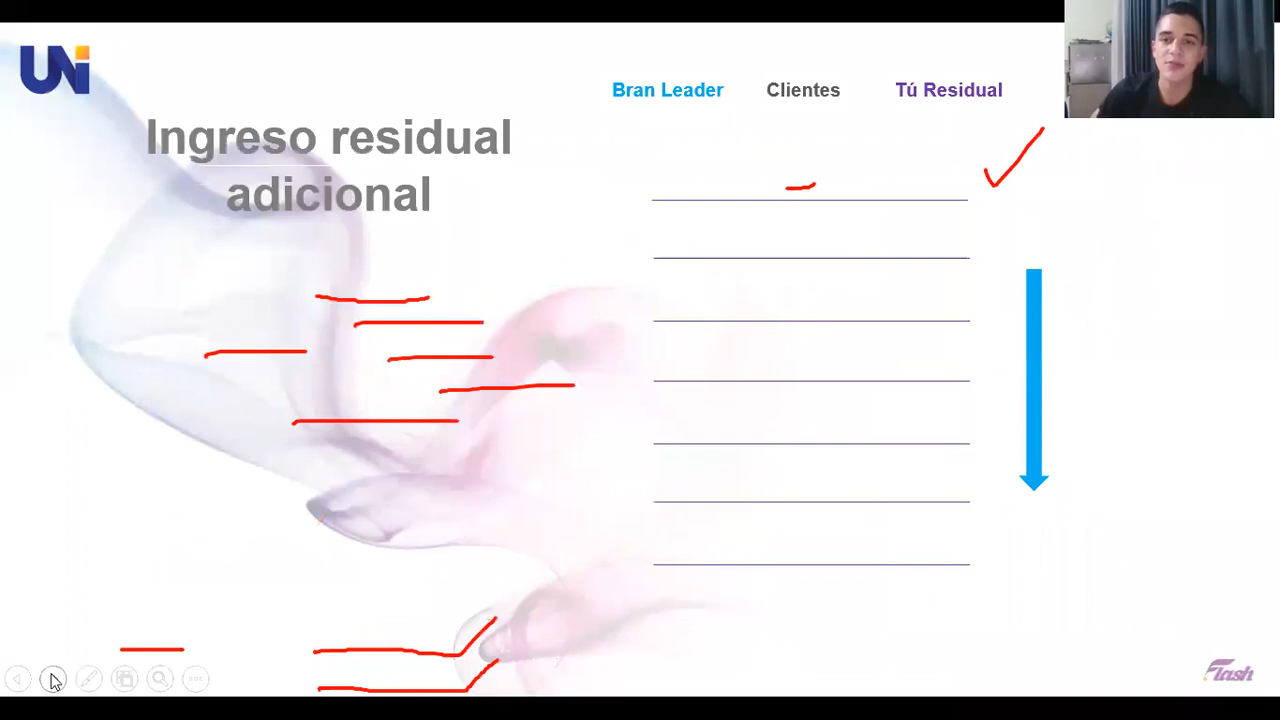 UNi
Bran Leader Clientes Tú Residual
Ingreso residual
adicional
Flash